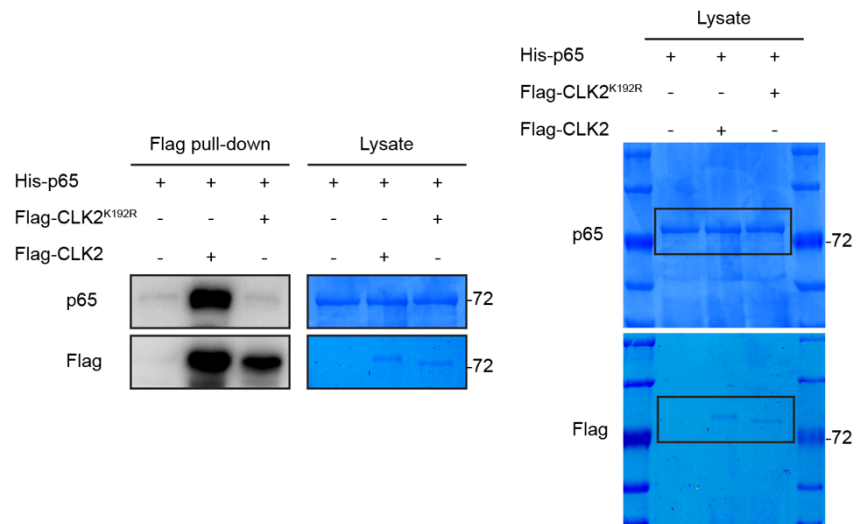 Flag pull-down Lysate
His-p65 + + + + + +
Flag-CLK2K192R - - + - - +
Flag-CLK2 - + - - + -
p65 -72
Flag -72
Lysate
His-p65 + + +
Flag-CLK2K192R - - +
Flag-CLK2 - + -
p65 -72
Flag -72